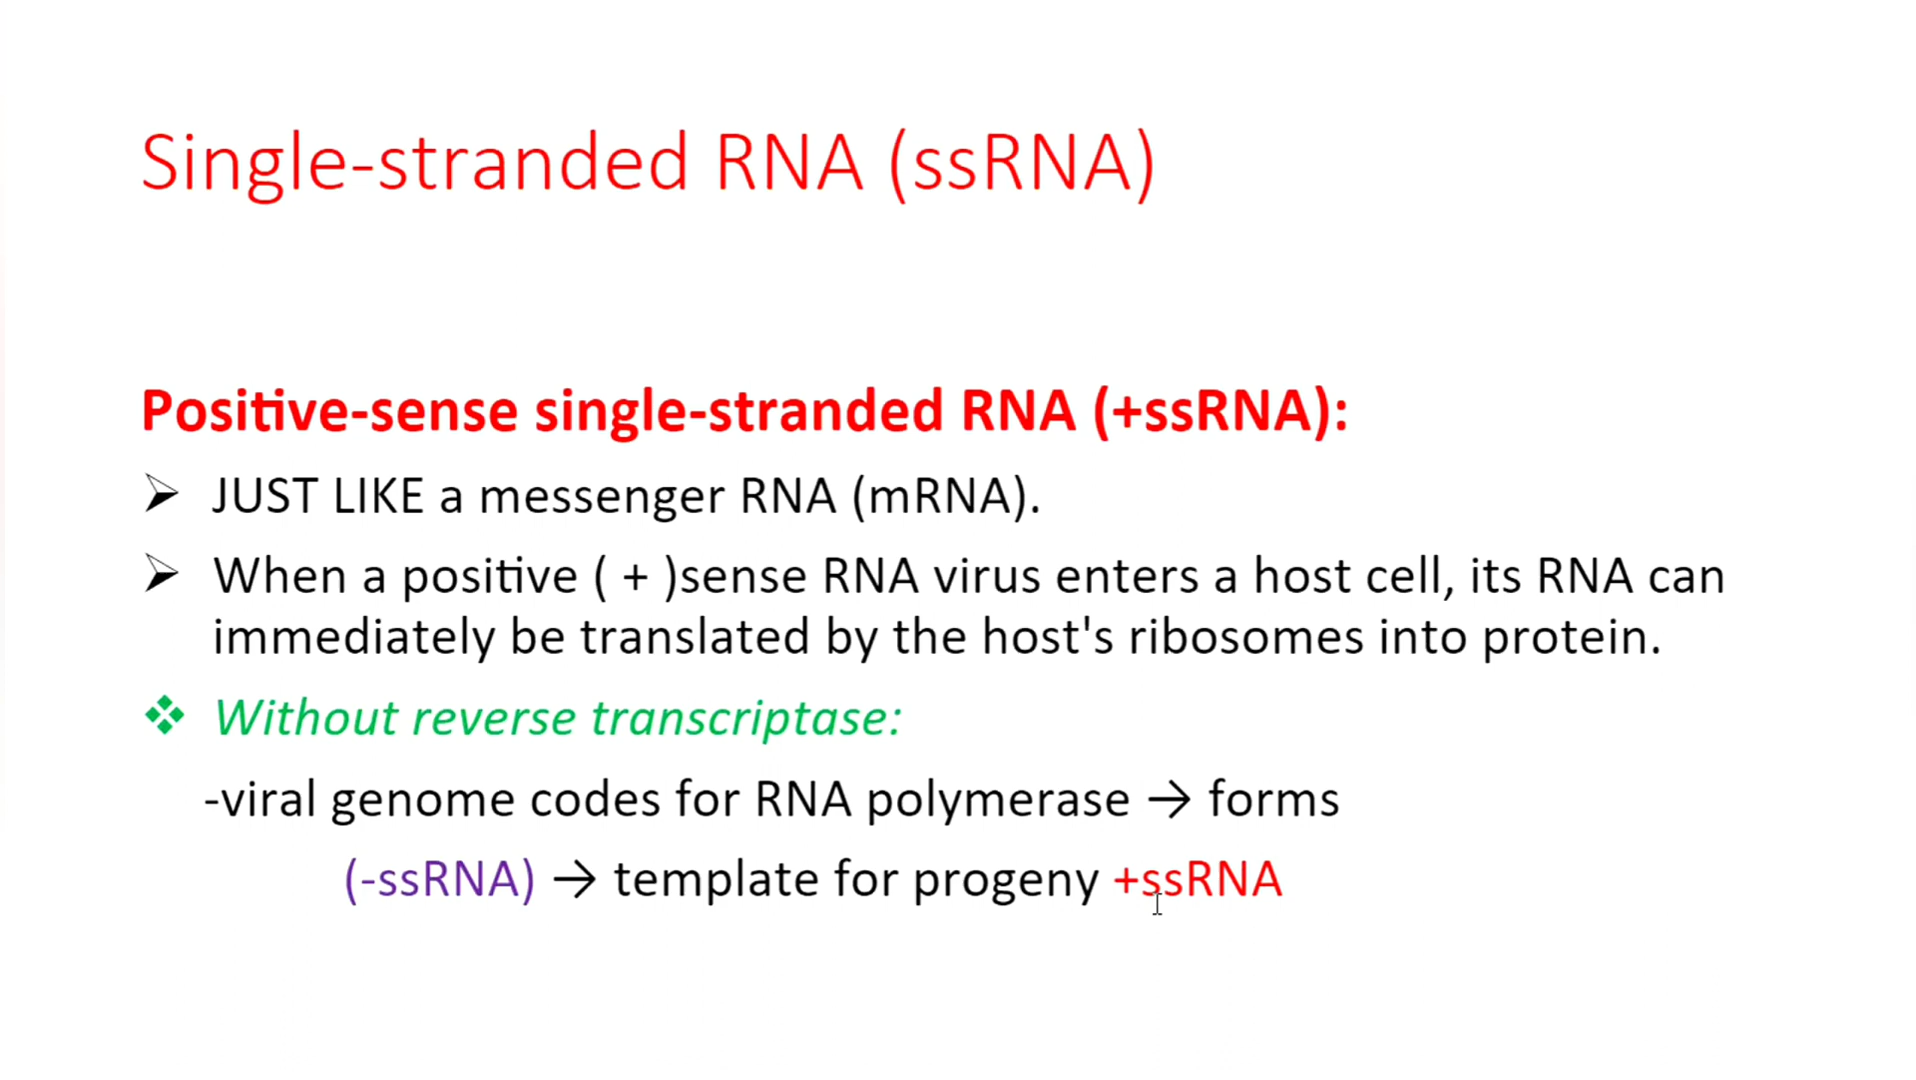 Single-stranded RNA (ssRNA)
Positive-sense single-stranded RNA (+ssRNA):
➢ JUST LIKE a messenger RNA (mRNA).
➢ When a positive ( + )sense RNA virus enters a host cell, its RNA can
immediately be translated by the host's ribosomes into protein.
❖ Without reverse transcriptase:
-viral genome codes for RNA polymerase → forms
(-ssRNA) → template for progeny +ssRNA